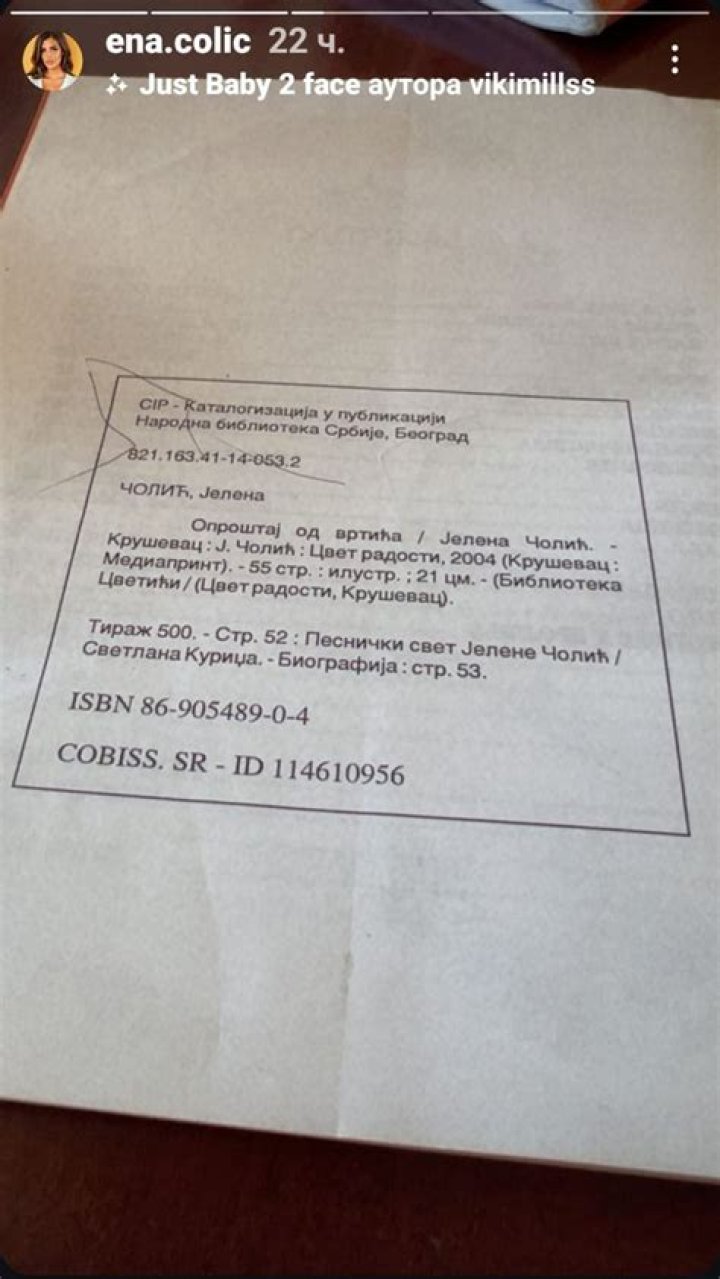 ena.colic 22 ч.
Just Baby 2 face аутора vikimillss
CIP - Каталогизација у публикацији
Народна библиотека Србије, Београд
821.163.41-14-053.2
ЧОЛИЋ, Јелена
Опроштај од вртића / Јелена Чолић. -
Крушевац : Ј. Чолић : Цвет радости, 2004 (Крушевац :
Медиапринт). - 55 стр. : илустр. ; 21 цм. - (Библиотека
Цветићи / (Цвет радости, Крушевац).
Тираж 500. - Стр. 52 : Песнички свет Јелене Чолић /
Светлана Курица. - Биографија : стр. 53.
ISBN 86-905489-0-4
COBISS. SR - ID 114610956